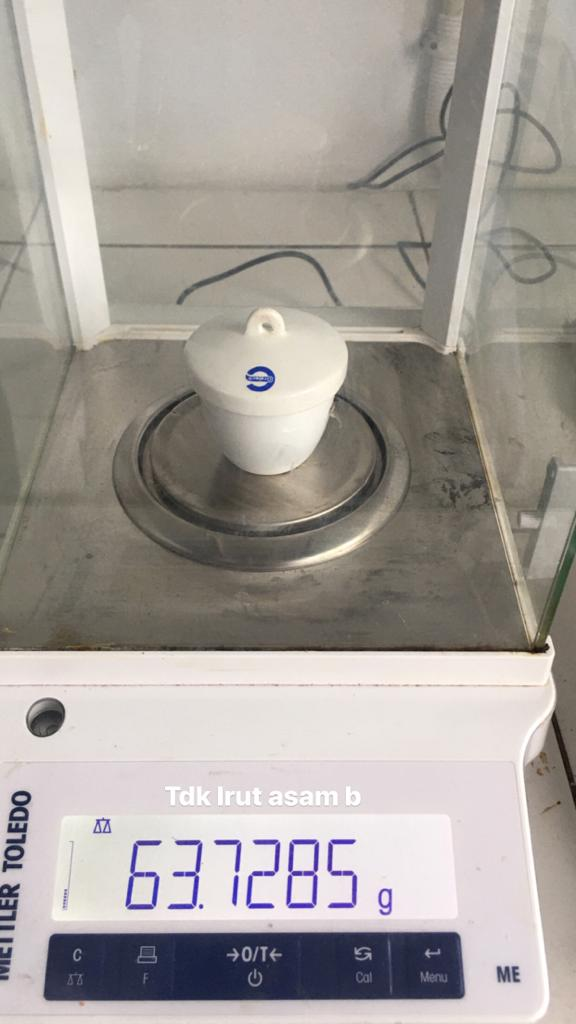 Tdk lrut asam b
63.7285 g
METTLER TOLEDO
C
F
→0/T←
Cal
Menu
ME